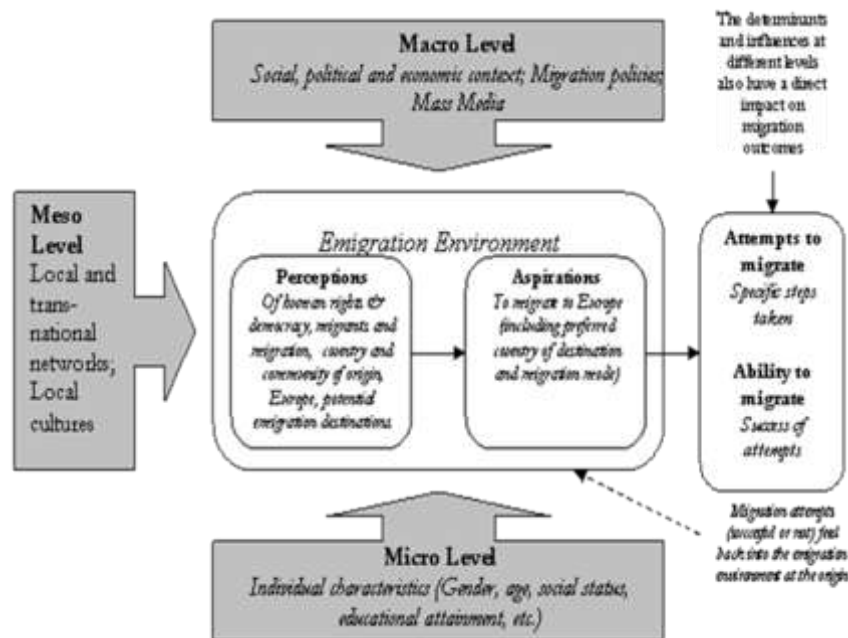 Macro Level
Social, political and economic context; Migration policies;
Mass Media
The determinants
and influences at
different levels
also have a direct
impact on
migration
outcomes
Meso
Level
Local and
trans-
national
networks;
Local
cultures
Emigration Environment
Perceptions
Of human rights &
democracy, migrants and
migration, country and
community of origin,
Europe, potential
emigration destinations.
Aspirations
To migrate to Europe
(including preferred
country of destination
and migration mode)
Attempts to
migrate
Specific steps
taken
Ability to
migrate
Success of
attempts
Migration attempts
(succesful or not) feel
back into the emigration
environment at the origin
Micro Level
Individual characteristics (Gender, age, social status,
educational attainment, etc.)